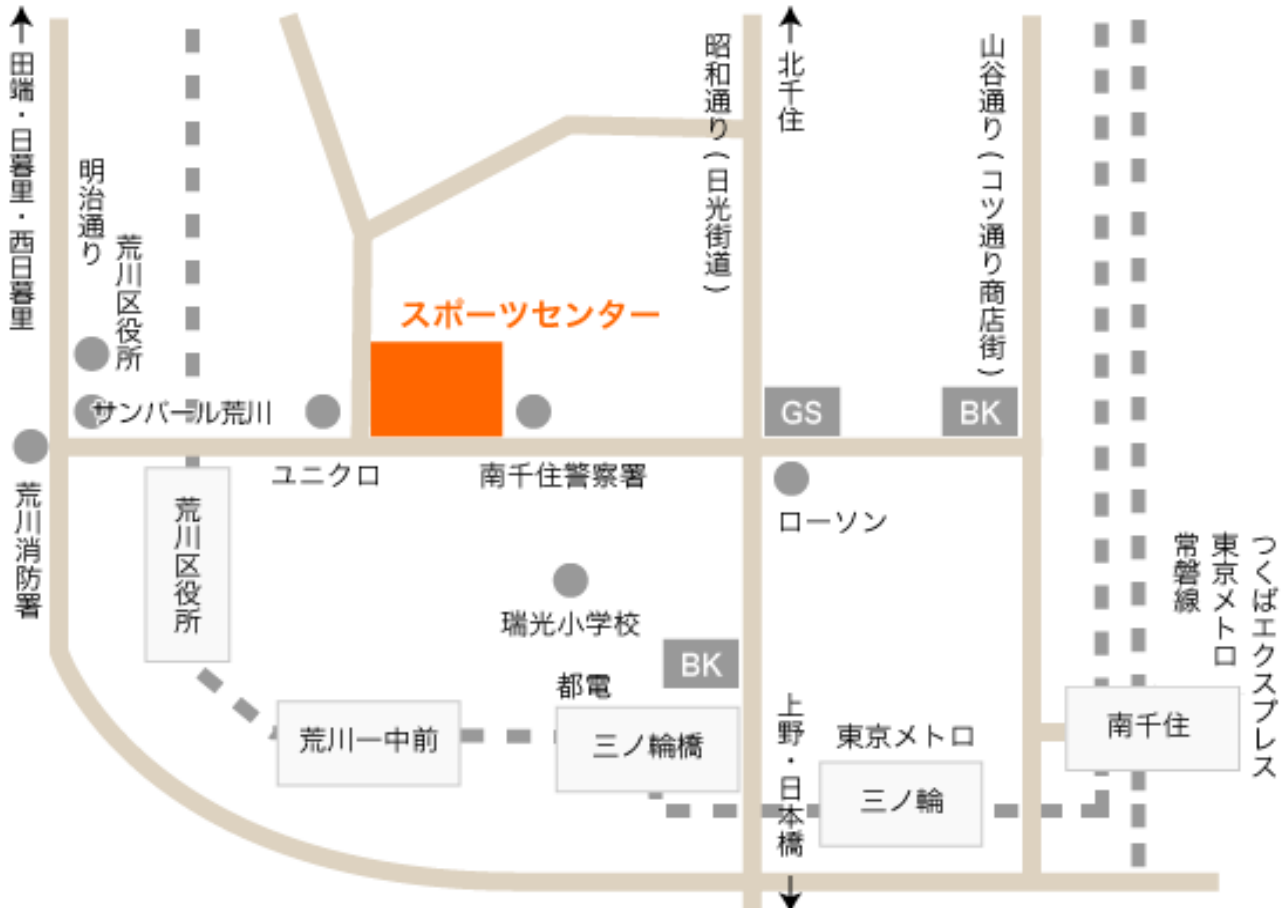 田端・日暮里・西日暮里
明治通り
荒川区役所
昭和通り(日光街道)
北千住
山谷通り(コツ通り商店街)
スポーツセンター
サンパール荒川
GS
BK
ユニクロ
南千住警察署
ローソン
荒川消防署
荒川区役所
瑞光小学校
BK
都電
三ノ輪橋
荒川一中前
上野・日本橋
東京メトロ
三ノ輪
南千住
つくばエクスプレス
東京メトロ
常磐線